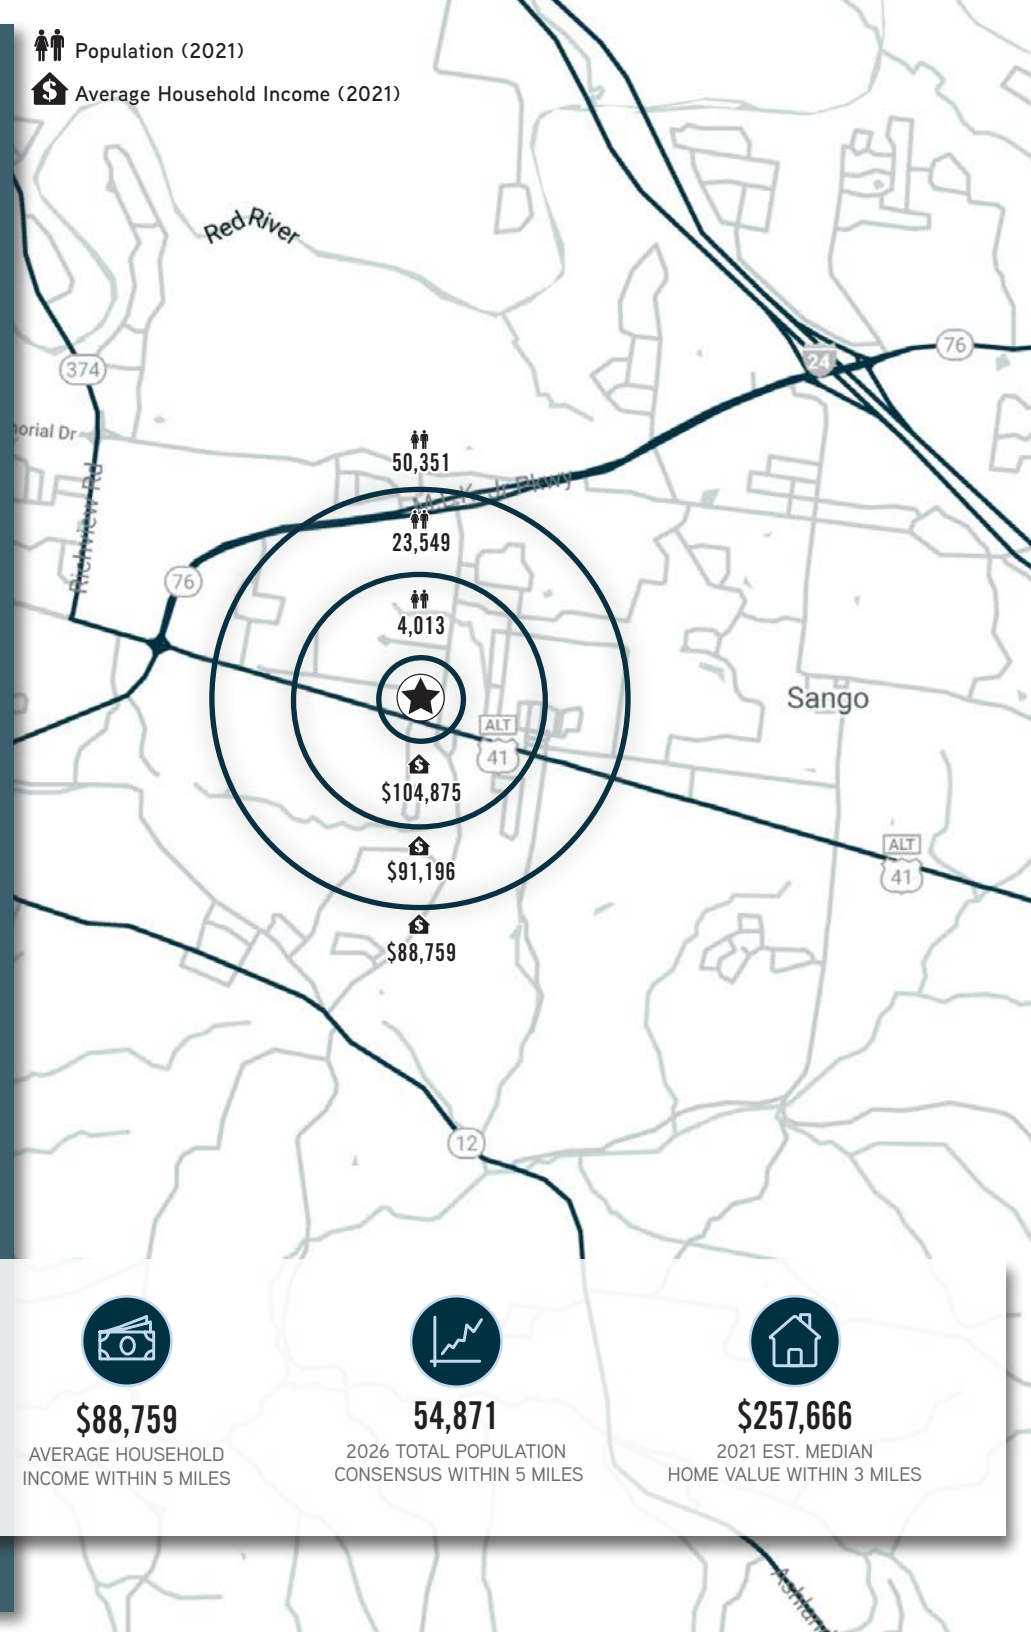 Population (2021)
Average Household Income (2021)
Red River
24
76
374
orial Dr
50,351
M.L.K. Jr Pkwy
Richview Rd
23,549
76
4,013
Sango
ALT
41
$104,875
ALT
41
$91,196
$88,759
12
$88,759
AVERAGE HOUSEHOLD
INCOME WITHIN 5 MILES
54,871
2026 TOTAL POPULATION
CONSENSUS WITHIN 5 MILES
$257,666
2021 EST. MEDIAN
HOME VALUE WITHIN 3 MILES
Ashlan